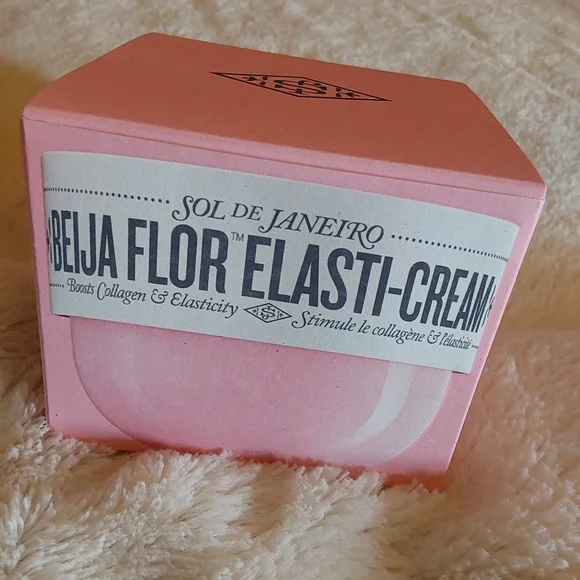 SOL DE JANEIRO
BEIJA FLOR™ ELASTI-CREAM
Boosts Collagen & Elasticity Stimule le collagène & l'élasticité